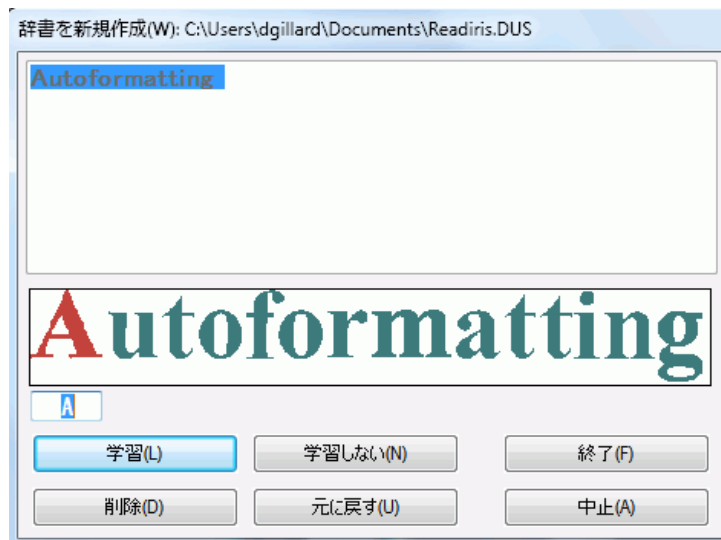 辞書を新規作成(W): C:\Users\dgillard\Documents\Readiris.DUS
Autoformatting
Autoformatting
A
学習(L) 学習しない(N) 終了(F)
削除(D) 元に戻す(U) 中止(A)